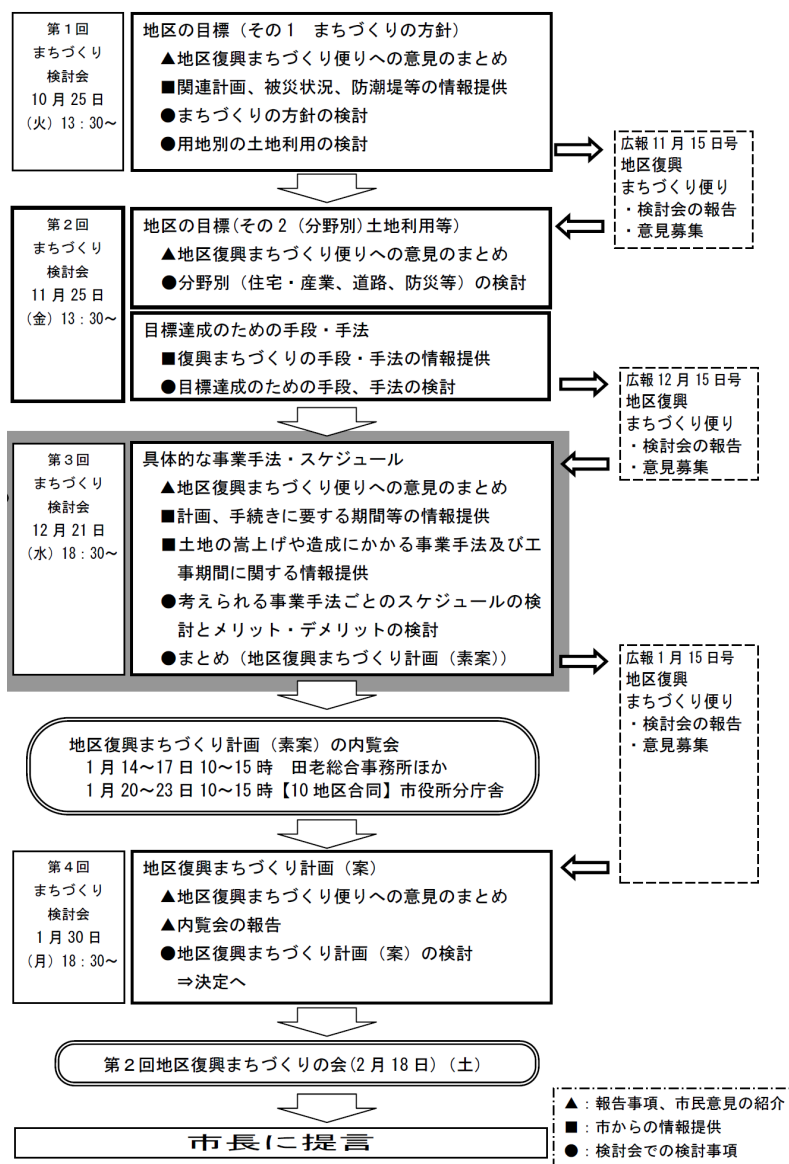 第１回
まちづくり
検討会
10 月 25 日
（火）13：30～
地区の目標（その１　まちづくりの方針）
▲地区復興まちづくり便りへの意見のまとめ
■関連計画、被災状況、防潮堤等の情報提供
●まちづくりの方針の検討
●用地別の土地利用の検討
広報 11 月 15 日号
地区復興
まちづくり便り
・検討会の報告
・意見募集
第２回
まちづくり
検討会
11 月 25 日
（金）13：30～
地区の目標（その２（分野別）土地利用等）
▲地区復興まちづくり便りへの意見のまとめ
●分野別（住宅・産業、道路、防災等）の検討
目標達成のための手段・手法
■復興まちづくりの手段・手法の情報提供
●目標達成のための手段、手法の検討
広報 12 月 15 日号
地区復興
まちづくり便り
・検討会の報告
・意見募集
第３回
まちづくり
検討会
12 月 21 日
（水）18：30～
具体的な事業手法・スケジュール
▲地区復興まちづくり便りへの意見のまとめ
■計画、手続きに要する期間等の情報提供
■土地の嵩上げや造成にかかる事業手法及び工
事期間に関する情報提供
●考えられる事業手法ごとのスケジュールの検
討とメリット・デメリットの検討
●まとめ（地区復興まちづくり計画（素案））
広報 1 月 15 日号
地区復興
まちづくり便り
・検討会の報告
・意見募集
地区復興まちづくり計画（素案）の内覧会
1 月 14～17 日 10～15 時　田老総合事務所ほか
1 月 20～23 日 10～15 時【10 地区合同】市役所分庁舎
第４回
まちづくり
検討会
1 月 30 日
（月）18：30～
地区復興まちづくり計画（案）
▲地区復興まちづくり便りへの意見のまとめ
▲内覧会の報告
●地区復興まちづくり計画（案）の検討
⇒決定へ
第２回地区復興まちづくりの会(2 月 18 日)（土）
市長に提言
▲：報告事項、市民意見の紹介
■：市からの情報提供
●：検討会での検討事項